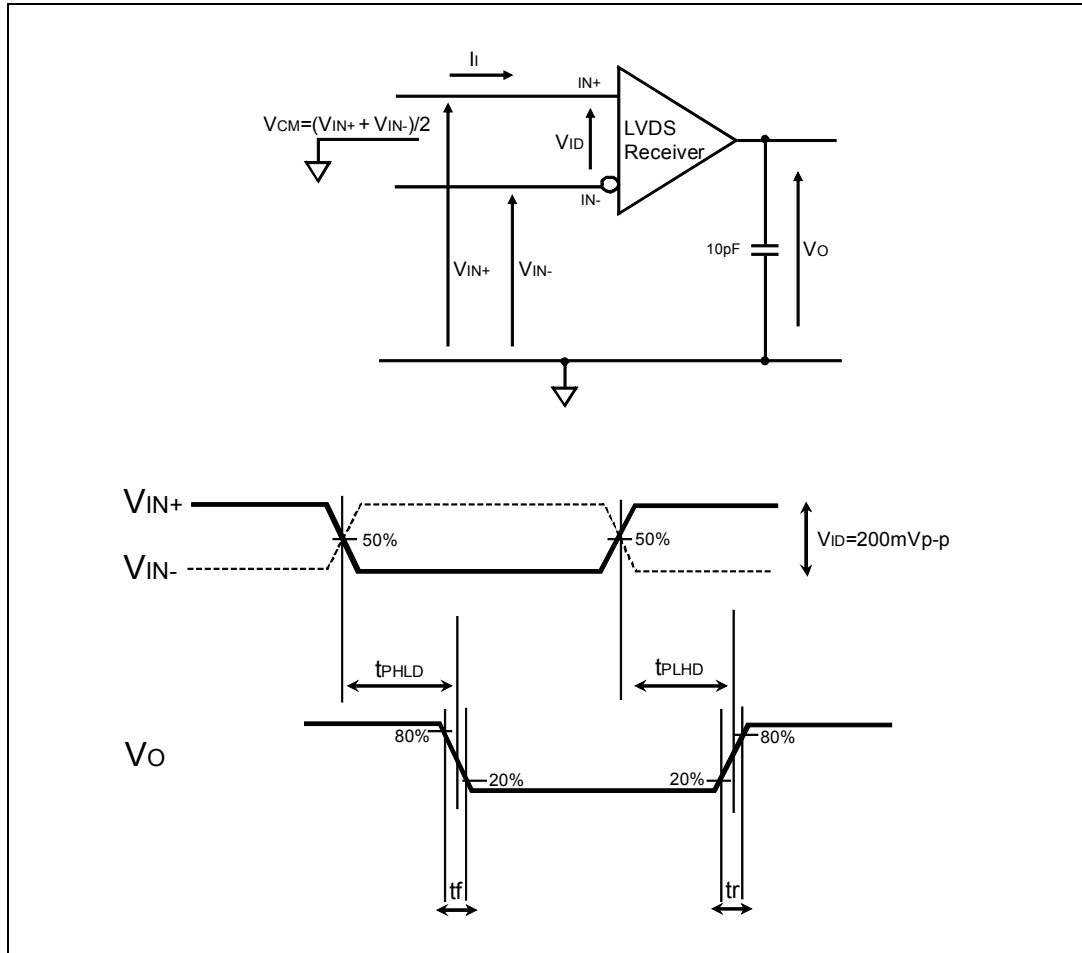 II
IN+
VCM=(VIN+ + VIN-)/2
VID
LVDS
Receiver
IN-
10pF
VO
VIN+
VIN-
VIN+
50%
50%
VID=200mVp-p
VIN-
tPHLD
tPLHD
80%
80%
VO
20%
20%
tf
tr